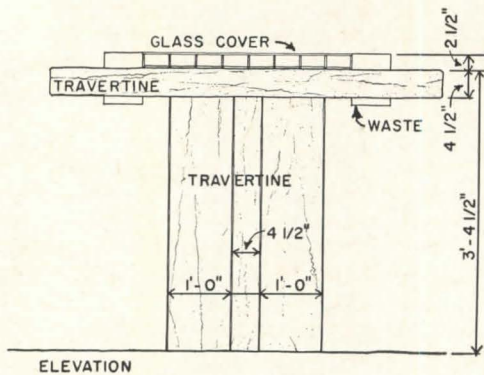 GLASS COVER
2 1/2"
TRAVERTINE
4 1/2"
WASTE
TRAVERTINE
4 1/2"
3'-4 1/2"
1'-0"
1'-0"
ELEVATION